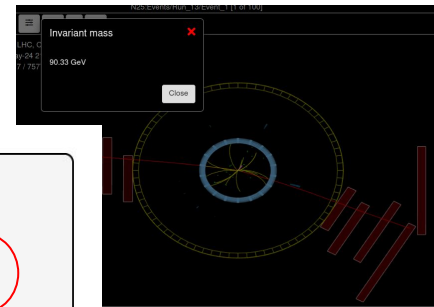 N25:Events/Run_13/Event_1 [1 of 100]
Invariant mass
LHC, C
ay-24 2
7 / 757
90.33 GeV
Close